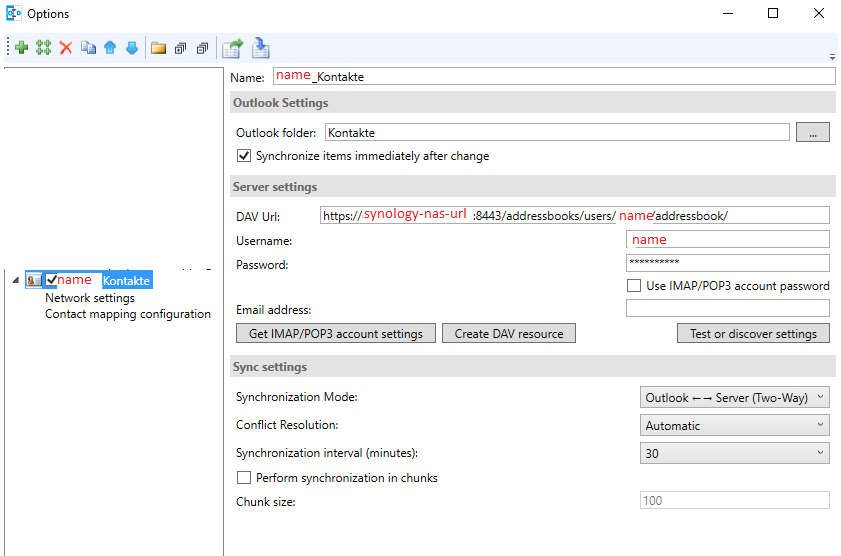 Options
Name: name_Kontakte
Outlook Settings
Outlook folder: Kontakte ...
Synchronize items immediately after change
Server settings
DAV Url: https://synology-nas-url :8443/addressbooks/users/ name/addressbook/
Username: name
Password: **********
Use IMAP/POP3 account password
Email address:
Get IMAP/POP3 account settings Create DAV resource Test or discover settings
Sync settings
Synchronization Mode: Outlook ←→ Server (Two-Way)
Conflict Resolution: Automatic
Synchronization interval (minutes): 30
Perform synchronization in chunks
Chunk size: 100
name Kontakte
Network settings
Contact mapping configuration